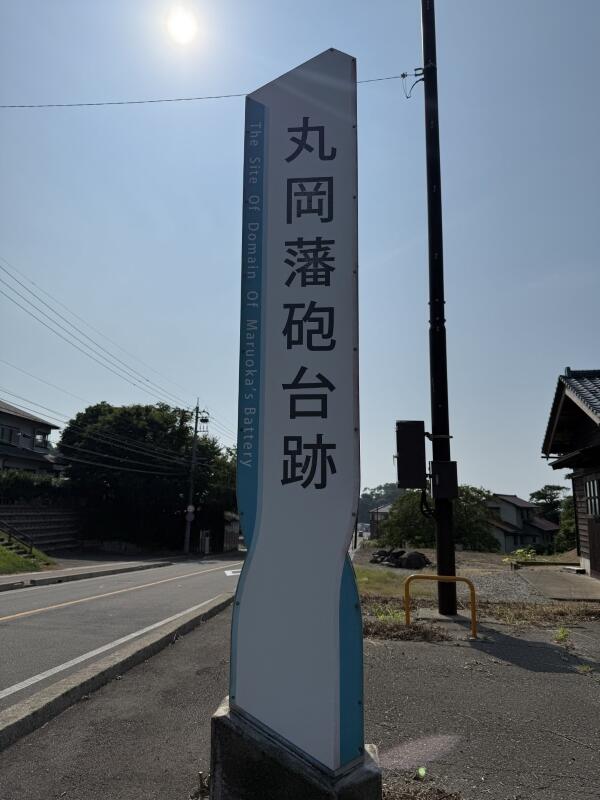 丸岡藩砲台跡
The Site Of Domain Of Maruoka's Battery